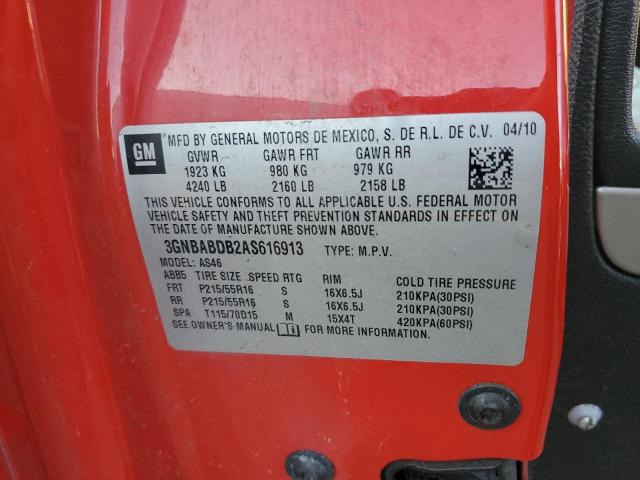 GM
MFD BY GENERAL MOTORS DE MEXICO, S. DE R.L. DE C.V. 04/10
GVWR GAWR FRT GAWR RR
1923 KG 980 KG 979 KG
4240 LB 2160 LB 2158 LB
THIS VEHICLE CONFORMS TO ALL APPLICABLE U.S. FEDERAL MOTOR
VEHICLE SAFETY AND THEFT PREVENTION STANDARDS IN EFFECT ON
THE DATE OF MANUFACTURE SHOWN ABOVE.
3GNBABDB2AS616913 TYPE: M.P.V.
MODEL: AS46
ABB5 TIRE SIZE SPEED RTG RIM COLD TIRE PRESSURE
FRT P215/55R16 S 16X6.5J 210KPA(30PSI)
RR P215/55R16 S 16X6.5J 210KPA(30PSI)
SPA T115/70D15 M 15X4T 420KPA(60PSI)
SEE OWNER'S MANUAL FOR MORE INFORMATION.